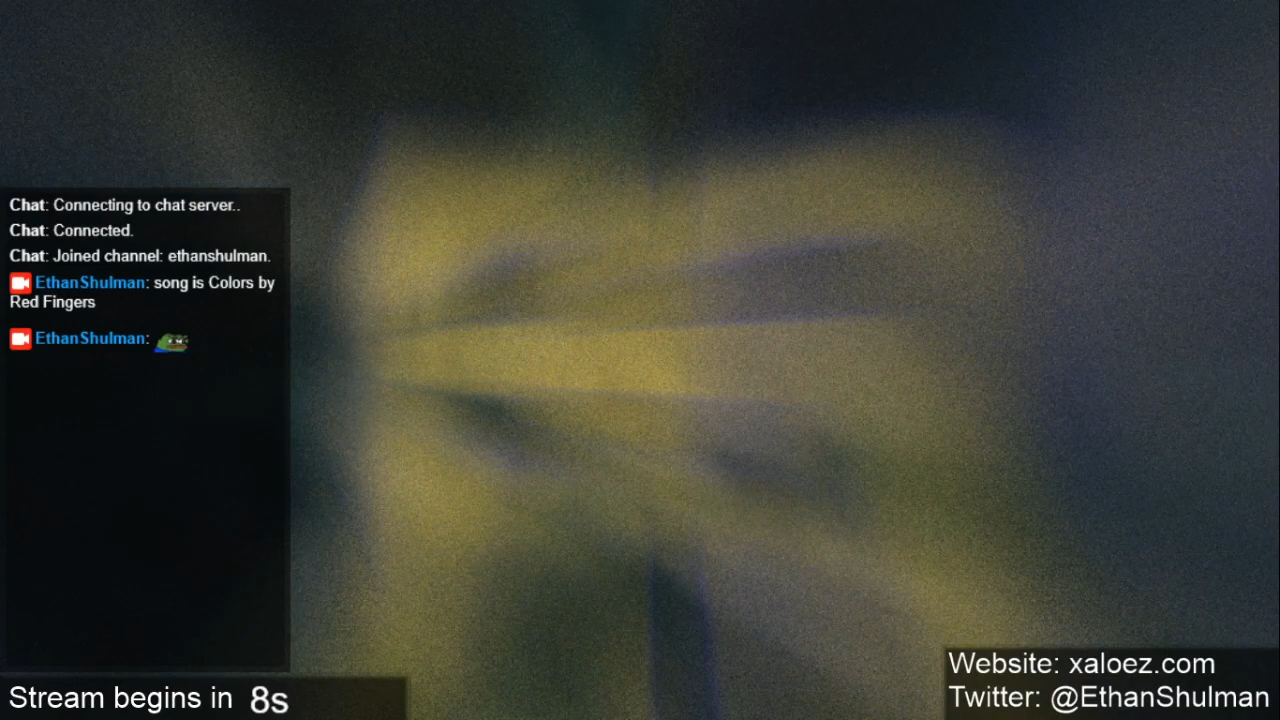 Chat: Connecting to chat server..
Chat: Connected.
Chat: Joined channel: ethanshulman.
EthanShulman: song is Colors by
Red Fingers
EthanShulman:
Stream begins in 8s
Website: xaloez.com
Twitter: @EthanShulman